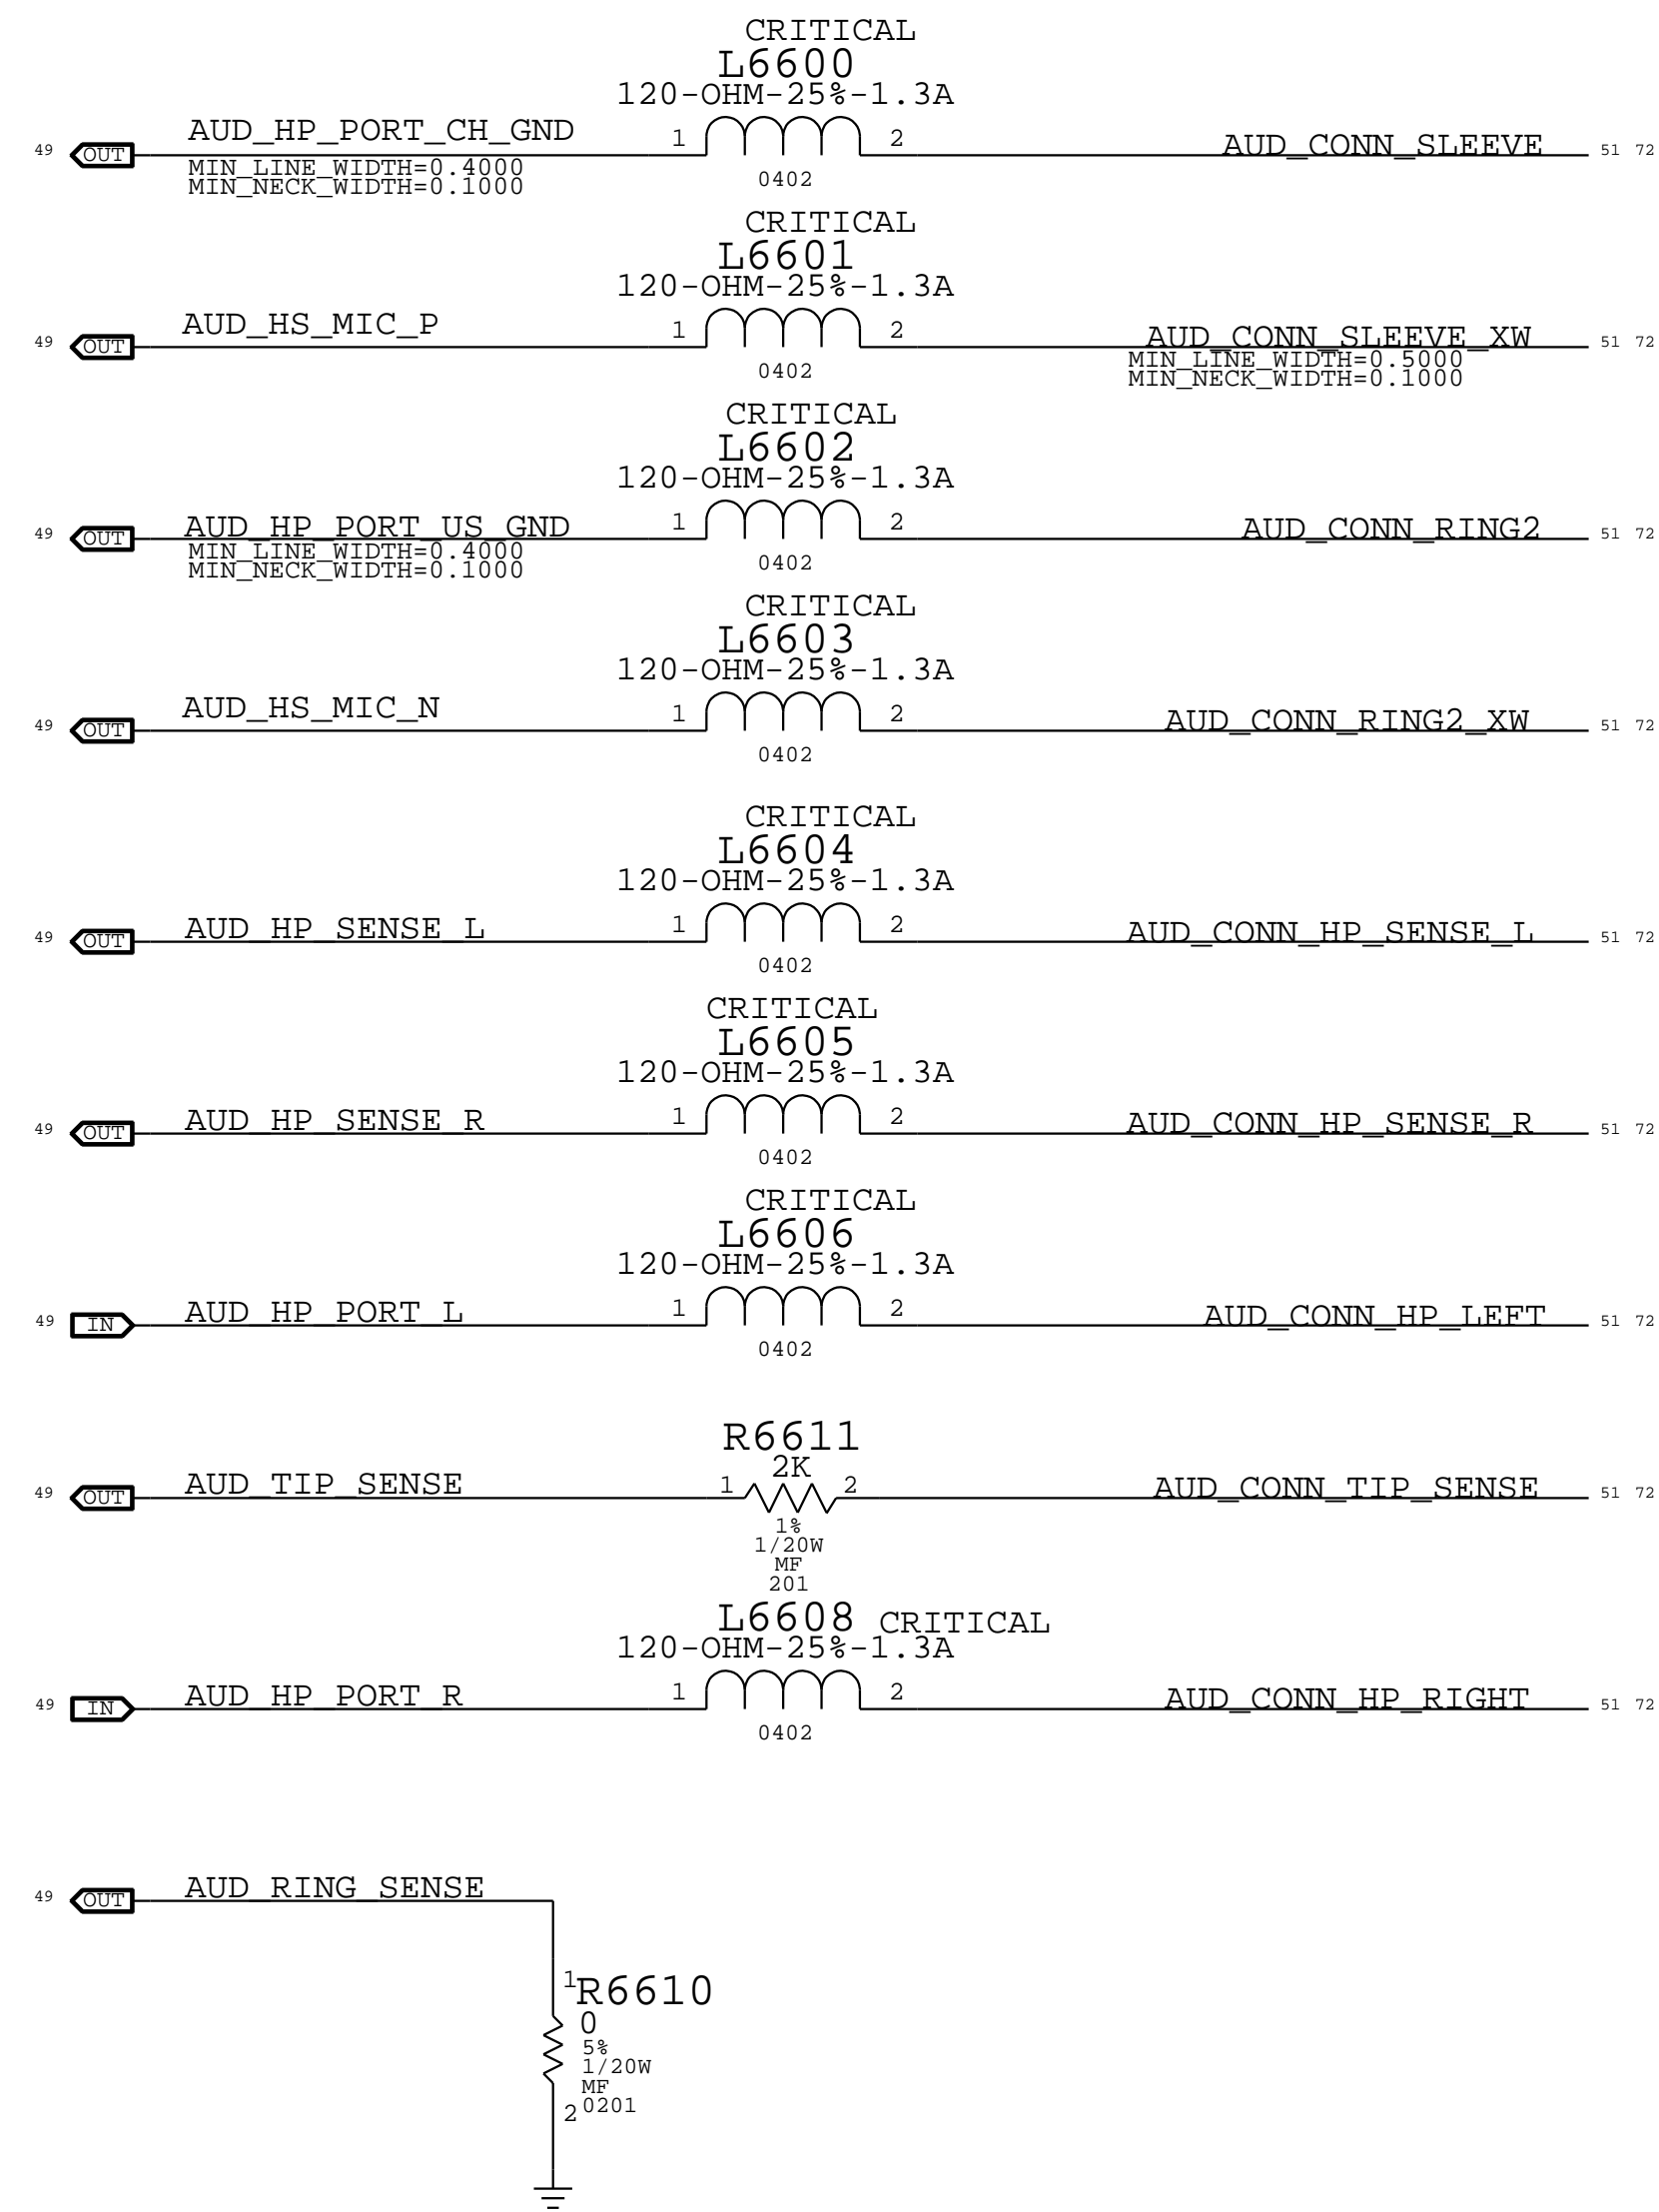 CRITICAL
L6600
120-OHM-25%-1.3A
49 OUT AUD_HP_PORT_CH_GND 1 2 AUD_CONN_SLEEVE 51 72
MIN_LINE_WIDTH=0.4000
MIN_NECK_WIDTH=0.1000
0402
CRITICAL
L6601
120-OHM-25%-1.3A
49 OUT AUD_HS_MIC_P 1 2 AUD_CONN_SLEEVE_XW 51 72
0402
MIN_LINE_WIDTH=0.5000
MIN_NECK_WIDTH=0.1000
CRITICAL
L6602
120-OHM-25%-1.3A
49 OUT AUD_HP_PORT_US_GND 1 2 AUD_CONN_RING2 51 72
MIN_LINE_WIDTH=0.4000
MIN_NECK_WIDTH=0.1000
0402
CRITICAL
L6603
120-OHM-25%-1.3A
49 OUT AUD_HS_MIC_N 1 2 AUD_CONN_RING2_XW 51 72
0402
CRITICAL
L6604
120-OHM-25%-1.3A
49 OUT AUD_HP_SENSE_L 1 2 AUD_CONN_HP_SENSE_L 51 72
0402
CRITICAL
L6605
120-OHM-25%-1.3A
49 OUT AUD_HP_SENSE_R 1 2 AUD_CONN_HP_SENSE_R 51 72
0402
CRITICAL
L6606
120-OHM-25%-1.3A
49 IN AUD_HP_PORT_L 1 2 AUD_CONN_HP_LEFT 51 72
0402
R6611
2K
49 OUT AUD_TIP_SENSE 1 2 AUD_CONN_TIP_SENSE 51 72
1%
1/20W
MF
201
L6608 CRITICAL
120-OHM-25%-1.3A
49 IN AUD_HP_PORT_R 1 2 AUD_CONN_HP_RIGHT 51 72
0402
49 OUT AUD_RING_SENSE
1 R6610
0
5%
1/20W
MF
2 0201